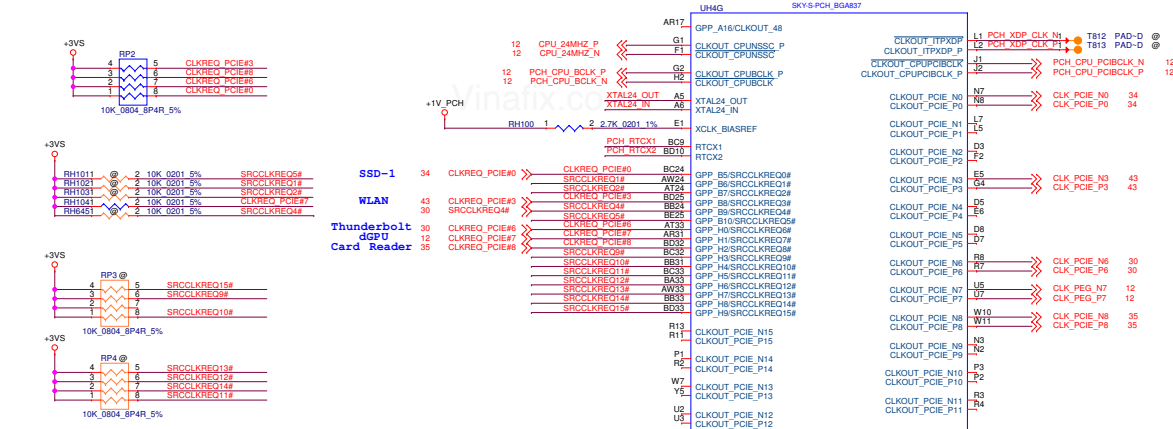 UH4G
SKY-S-PCH_BGA837
+3VS
RP2
4 5 CLKREQ_PCIE#3
3 6 CLKREQ_PCIE#8
2 7 CLKREQ_PCIE#6
1 8 CLKREQ_PCIE#0
10K_0804_8P4R_5%
+3VS
RH1011 1 @ 2 10K_0201_5% SRCCLKREQ5#
RH1021 1 @ 2 10K_0201_5% SRCCLKREQ1#
RH1031 1 @ 2 10K_0201_5% SRCCLKREQ2#
RH1041 2 10K_0201_5% CLKREQ_PCIE#7
RH6451 @ 2 10K_0201_5% SRCCLKREQ4#
+3VS
RP3 @
4 5 SRCCLKREQ15#
3 6 SRCCLKREQ9#
2 7
1 8 SRCCLKREQ10#
10K_0804_8P4R_5%
+3VS
RP4 @
4 5 SRCCLKREQ13#
3 6 SRCCLKREQ12#
2 7 SRCCLKREQ14#
1 8 SRCCLKREQ11#
10K_0804_8P4R_5%
Vinafix.co
AR17 GPP_A16/CLKOUT_48
12 CPU_24MHZ_P G1 CLKOUT_CPUNSSC_P
12 CPU_24MHZ_N F1 CLKOUT_CPUNSSC
12 PCH_CPU_BCLK_P G2 CLKOUT_CPUBCLK_P
12 PCH_CPU_BCLK_N H2 CLKOUT_CPUBCLK
XTAL24_OUT A5 XTAL24_OUT
XTAL24_IN A6 XTAL24_IN
+1V_PCH
RH100 1 2 2.7K_0201_1% E1 XCLK_BIASREF
PCH_RTCX1 BC9 RTCX1
PCH_RTCX2 BD10 RTCX2
SSD-1 34 CLKREQ_PCIE#0 CLKREQ_PCIE#0 BC24 GPP_B5/SRCCLKREQ0#
SRCCLKREQ1# AW24 GPP_B6/SRCCLKREQ1#
SRCCLKREQ2# AT24 GPP_B7/SRCCLKREQ2#
WLAN 43 CLKREQ_PCIE#3 CLKREQ_PCIE#3 BD25 GPP_B8/SRCCLKREQ3#
30 SRCCLKREQ4# SRCCLKREQ4# BB24 GPP_B9/SRCCLKREQ4#
SRCCLKREQ5# BE25 GPP_B10/SRCCLKREQ5#
Thunderbolt 30 CLKREQ_PCIE#6 CLKREQ_PCIE#6 AT33 GPP_H0/SRCCLKREQ6#
dGPU 12 CLKREQ_PCIE#7 CLKREQ_PCIE#7 AR31 GPP_H1/SRCCLKREQ7#
Card Reader 35 CLKREQ_PCIE#8 CLKREQ_PCIE#8 BD32 GPP_H2/SRCCLKREQ8#
SRCCLKREQ9# BC32 GPP_H3/SRCCLKREQ9#
SRCCLKREQ10# BB31 GPP_H4/SRCCLKREQ10#
SRCCLKREQ11# BC33 GPP_H5/SRCCLKREQ11#
SRCCLKREQ12# BA33 GPP_H6/SRCCLKREQ12#
SRCCLKREQ13# AW33 GPP_H7/SRCCLKREQ13#
SRCCLKREQ14# BB33 GPP_H8/SRCCLKREQ14#
SRCCLKREQ15# BD33 GPP_H9/SRCCLKREQ15#
R13 CLKOUT_PCIE_N15
R11 CLKOUT_PCIE_P15
P1 CLKOUT_PCIE_N14
R2 CLKOUT_PCIE_P14
W7 CLKOUT_PCIE_N13
Y5 CLKOUT_PCIE_P13
U2 CLKOUT_PCIE_N12
U3 CLKOUT_PCIE_P12
CLKOUT_ITPXDP L1 PCH_XDP_CLK_N 1 T812 PAD~D @
CLKOUT_ITPXDP_P L2 PCH_XDP_CLK_P 1 T813 PAD~D @
CLKOUT_CPUPCIBCLK J1 PCH_CPU_PCIBCLK_N 12
CLKOUT_CPUPCIBCLK_P J2 PCH_CPU_PCIBCLK_P 12
CLKOUT_PCIE_N0 N7 CLK_PCIE_N0 34
CLKOUT_PCIE_P0 N8 CLK_PCIE_P0 34
CLKOUT_PCIE_N1 L7
CLKOUT_PCIE_P1 L5
CLKOUT_PCIE_N2 D3
CLKOUT_PCIE_P2 F2
CLKOUT_PCIE_N3 E5 CLK_PCIE_N3 43
CLKOUT_PCIE_P3 G4 CLK_PCIE_P3 43
CLKOUT_PCIE_N4 D5
CLKOUT_PCIE_P4 E6
CLKOUT_PCIE_N5 D8
CLKOUT_PCIE_P5 D7
CLKOUT_PCIE_N6 R8 CLK_PCIE_N6 30
CLKOUT_PCIE_P6 R7 CLK_PCIE_P6 30
CLKOUT_PCIE_N7 U5 CLK_PEG_N7 12
CLKOUT_PCIE_P7 U7 CLK_PEG_P7 12
CLKOUT_PCIE_N8 W10 CLK_PCIE_N8 35
CLKOUT_PCIE_P8 W11 CLK_PCIE_P8 35
CLKOUT_PCIE_N9 N3
CLKOUT_PCIE_P9 N2
CLKOUT_PCIE_N10 P3
CLKOUT_PCIE_P10 P2
CLKOUT_PCIE_N11 R3
CLKOUT_PCIE_P11 R4